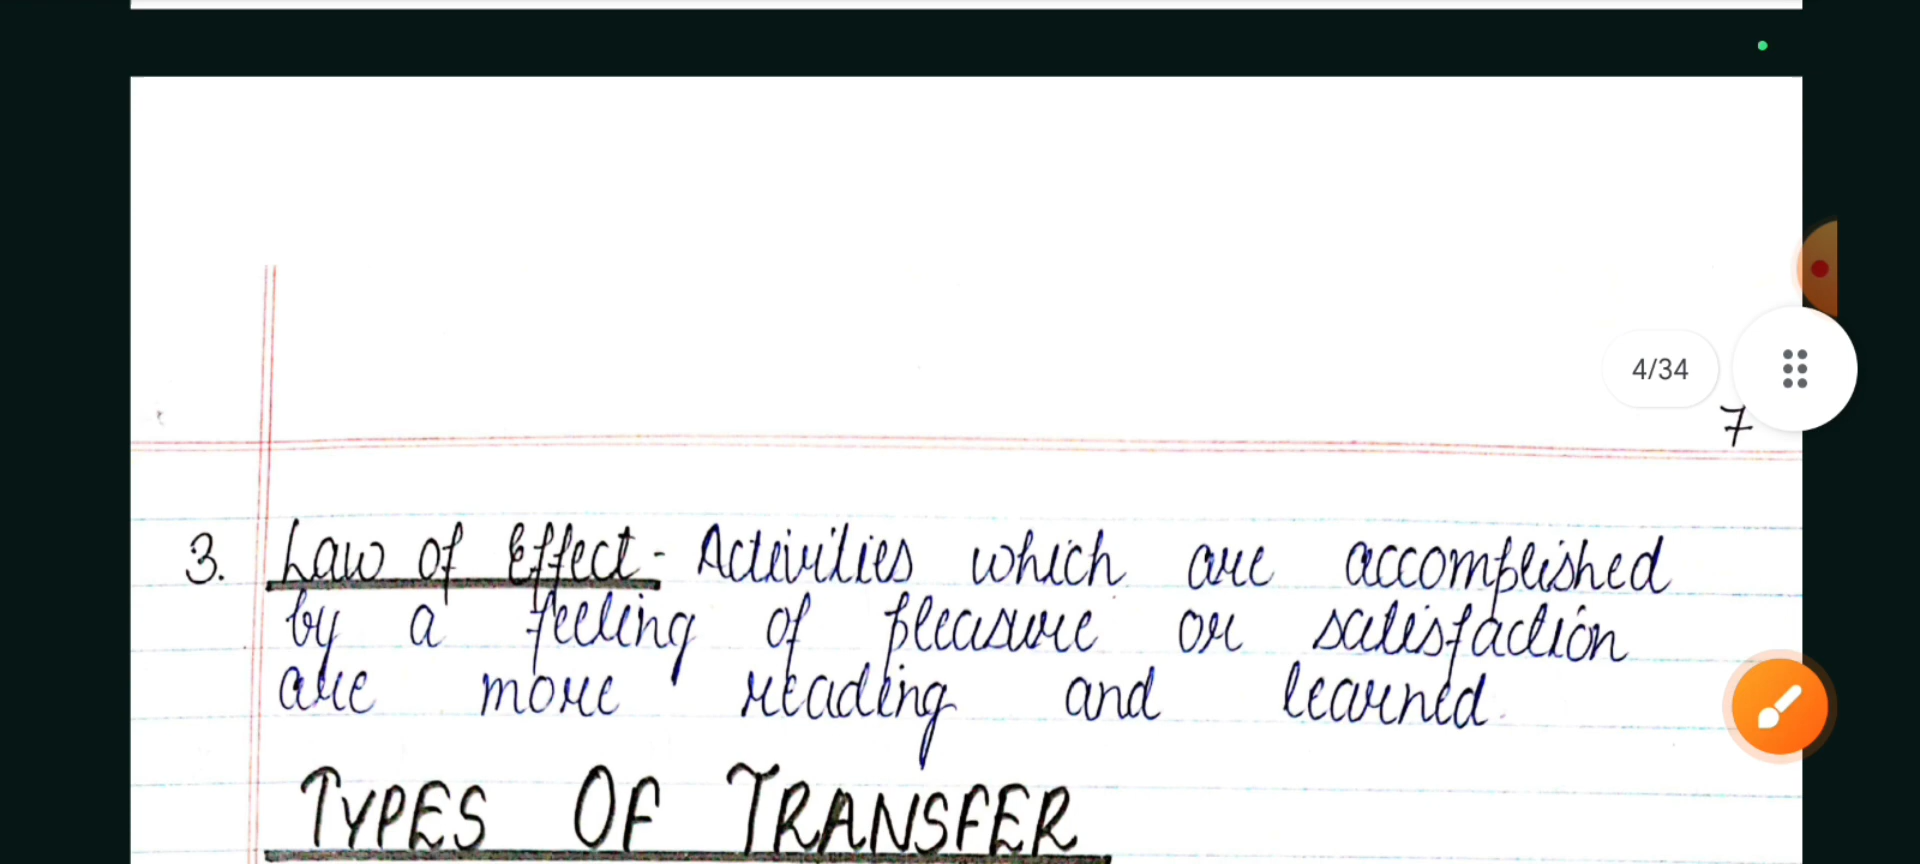 4/34
7
3. Law of Effect - Activities which are accomplished
by a feeling of pleasure or satisfaction
are more reading and learned.
TYPES OF TRANSFER